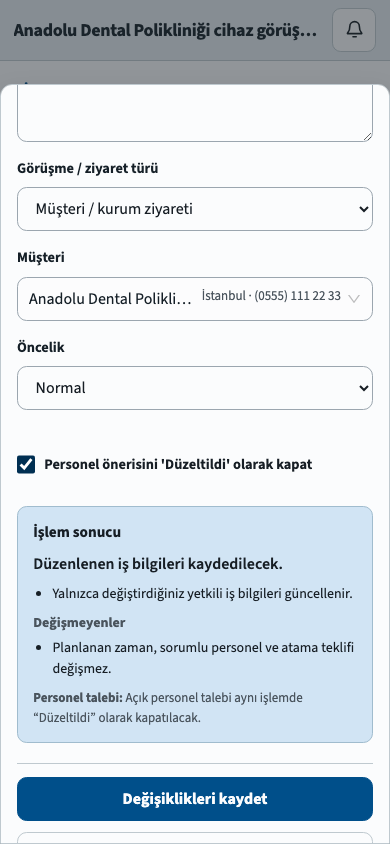 Anadolu Dental Polikliniği cihaz görüş…
Görüşme / ziyaret türü
Müşteri / kurum ziyareti
Müşteri
Anadolu Dental Polikli… İstanbul · (0555) 111 22 33
Öncelik
Normal
Personel önerisini 'Düzeltildi' olarak kapat
İşlem sonucu
Düzenlenen iş bilgileri kaydedilecek.
• Yalnızca değiştirdiğiniz yetkili iş bilgileri güncellenir.
Değişmeyenler
• Planlanan zaman, sorumlu personel ve atama teklifi
değişmez.
Personel talebi: Açık personel talebi aynı işlemde
“Düzeltildi” olarak kapatılacak.
Değişiklikleri kaydet